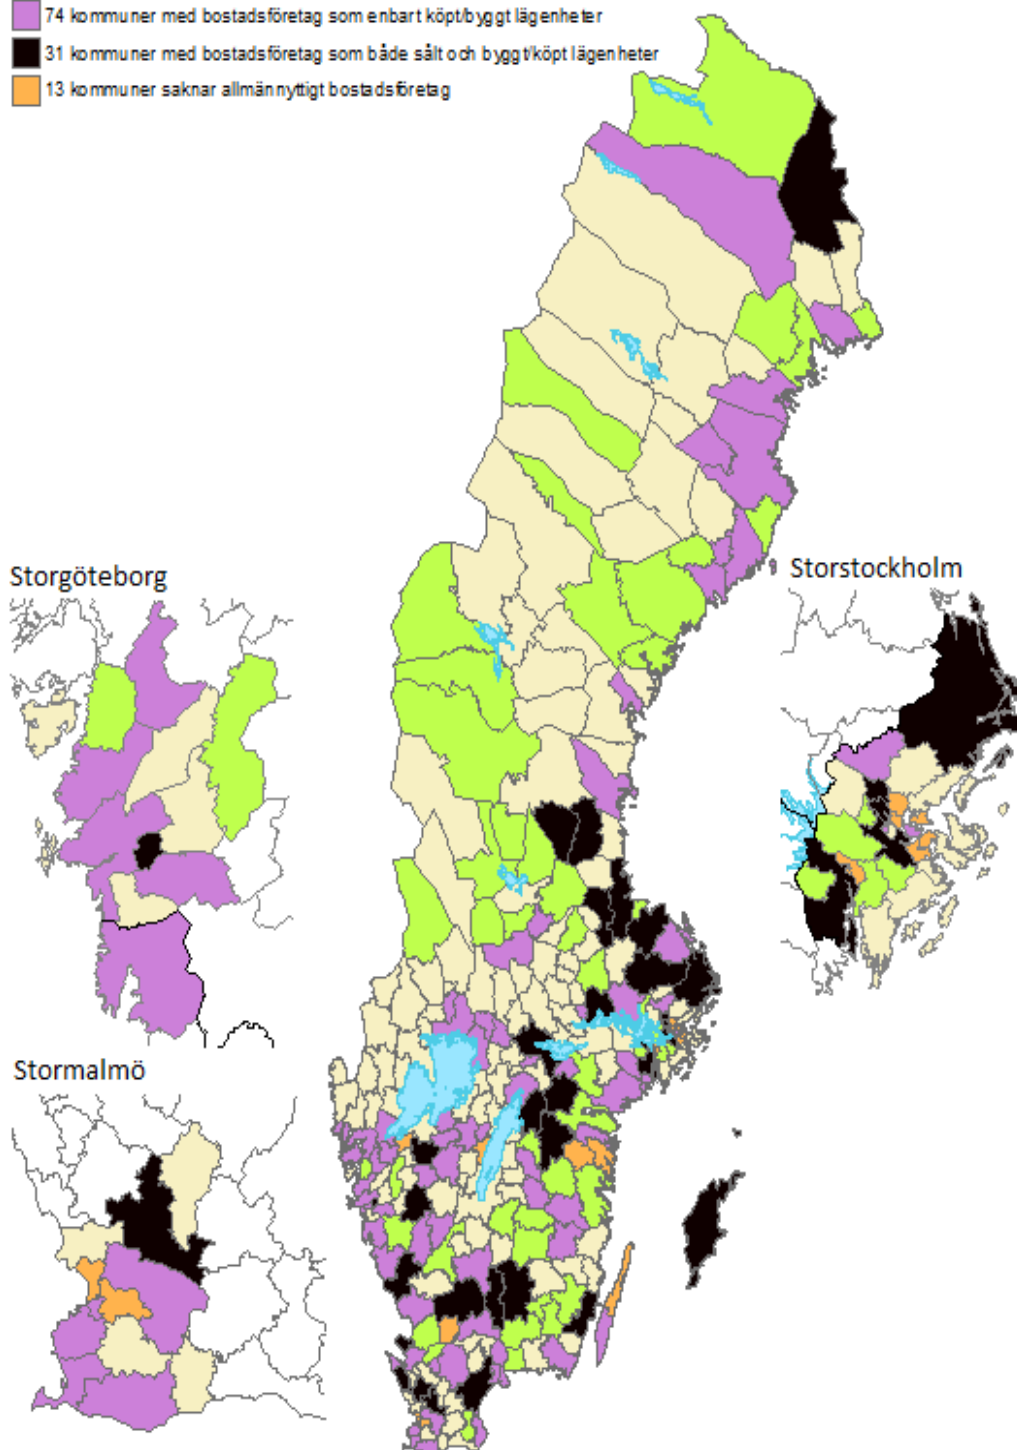 74 kommuner med bostadsföretag som enbart köpt/byggt lägenheter
31 kommuner med bostadsföretag som både sålt och byggt/köpt lägenheter
13 kommuner saknar allmännyttigt bostadsföretag
Storgöteborg
Storstockholm
Stormalmö